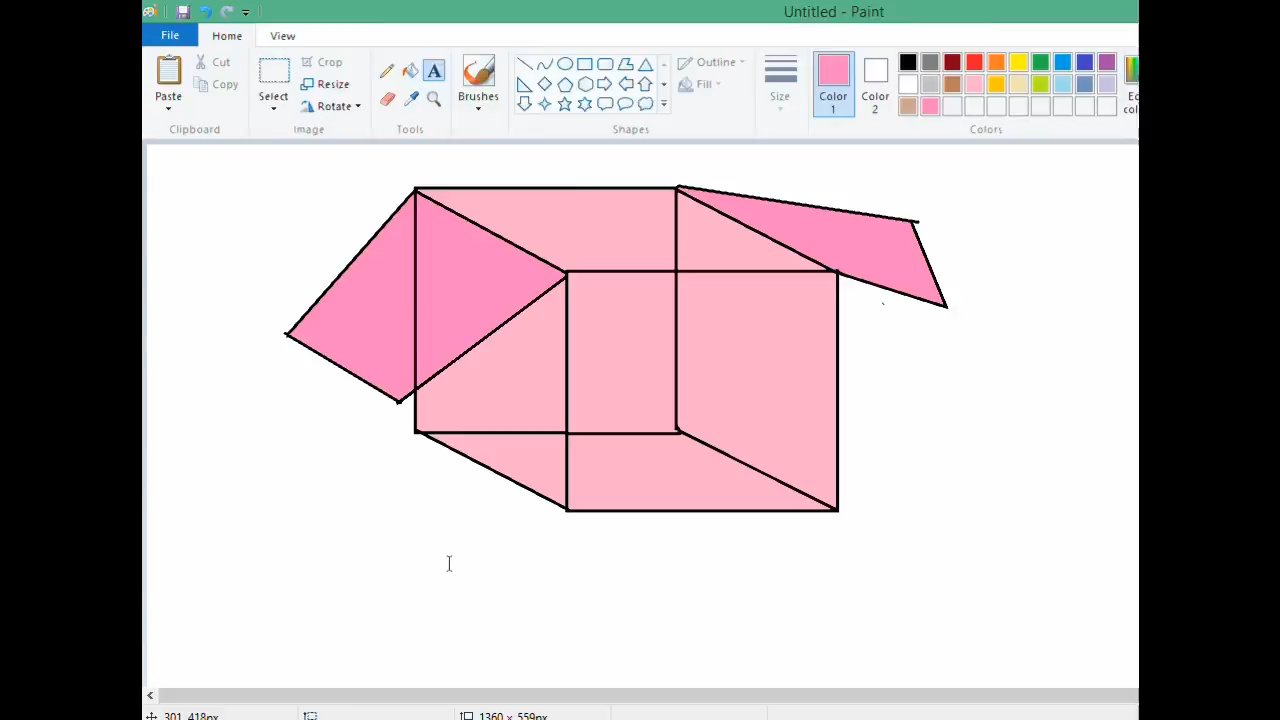 Untitled - Paint
File Home View
Cut
Copy
Paste
Clipboard
Crop
Resize
Rotate
Select
Image
A
Tools
Brushes
Outline
Fill
Shapes
Size
Color
1
Color
2
Colors
301, 418px
1360 × 559px